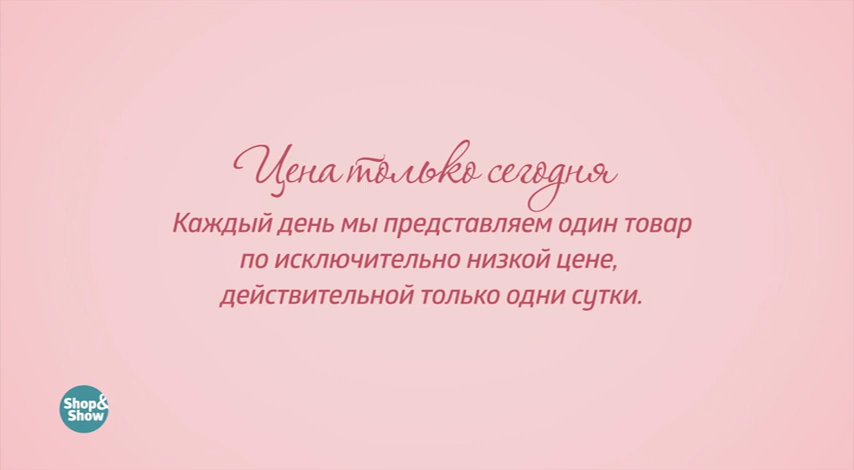 Цена только сегодня
Каждый день мы представляем один товар
по исключительно низкой цене,
действительной только одни сутки.
Shop&
Show